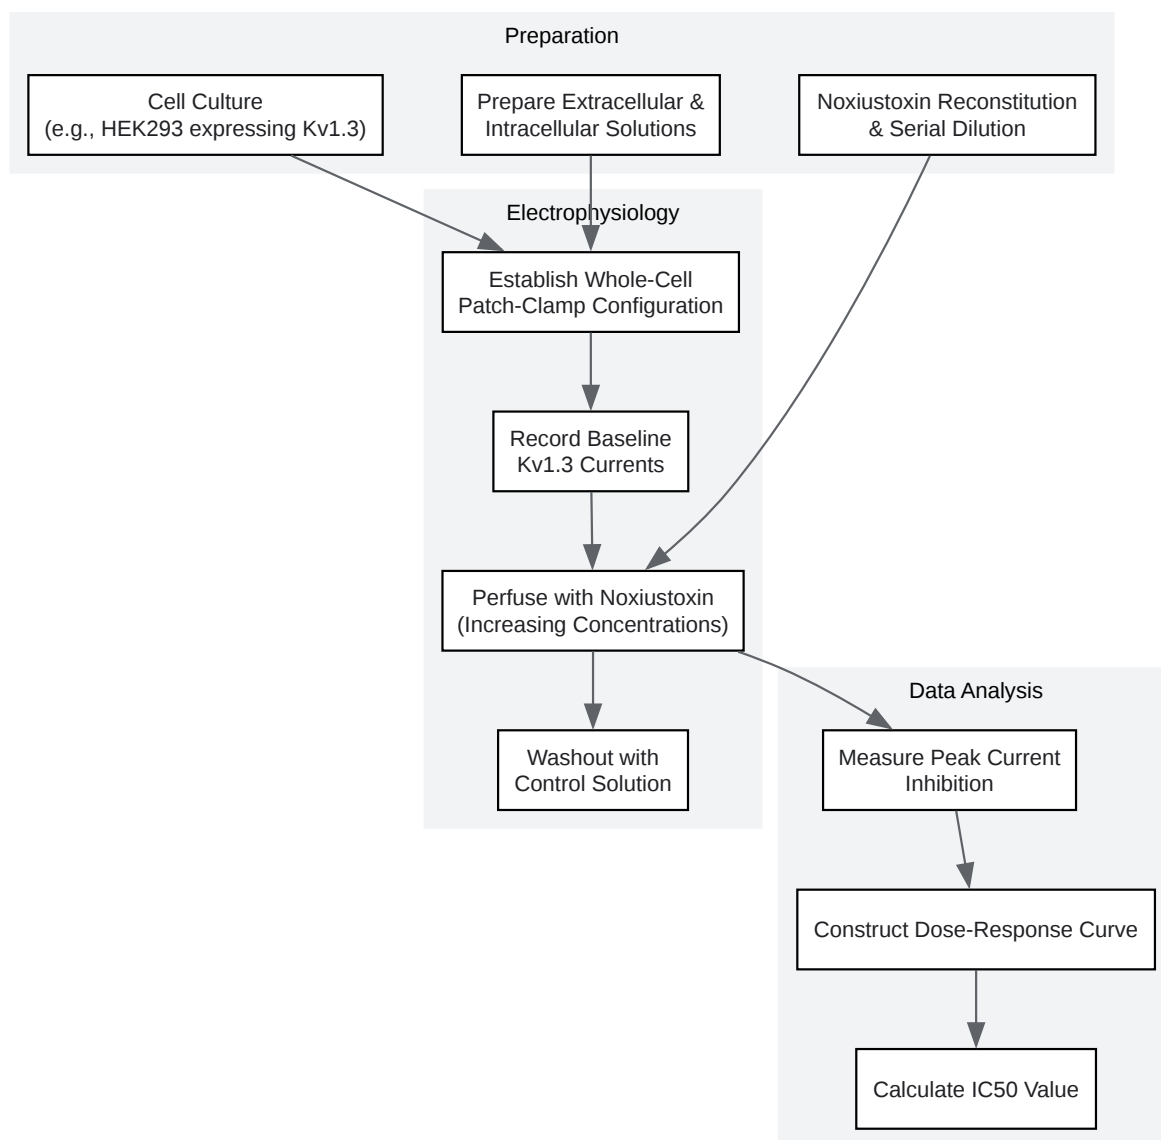 Preparation
Cell Culture
(e.g., HEK293 expressing Kv1.3)
Prepare Extracellular &
Intracellular Solutions
Noxiustoxin Reconstitution
& Serial Dilution
Electrophysiology
Establish Whole-Cell
Patch-Clamp Configuration
Record Baseline
Kv1.3 Currents
Perfuse with Noxiustoxin
(Increasing Concentrations)
Washout with
Control Solution
Data Analysis
Measure Peak Current
Inhibition
Construct Dose-Response Curve
Calculate IC50 Value